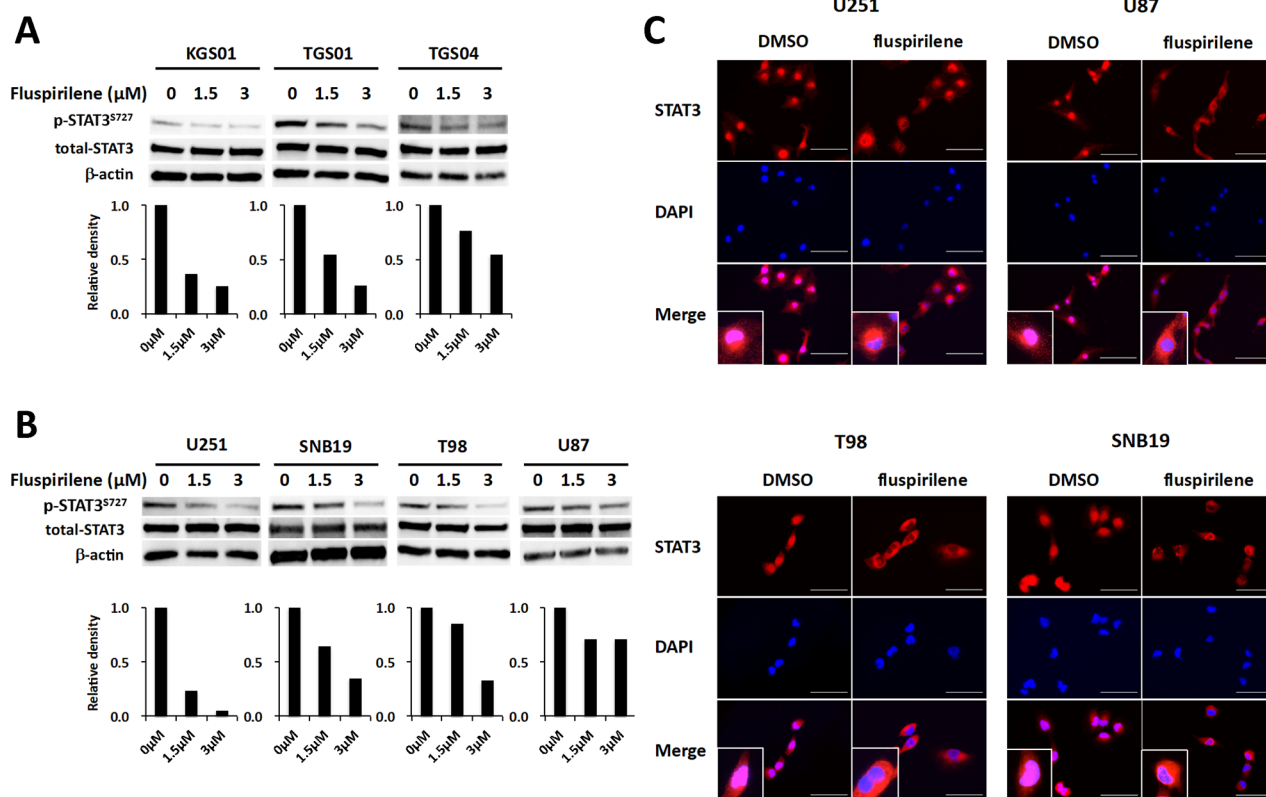 A
KGS01 TGS01 TGS04
Fluspirilene (μM) 0 1.5 3 0 1.5 3 0 1.5 3
p-STAT3S727
total-STAT3
β-actin
Relative density
1.0 1.0 1.0
0.5 0.5 0.5
0.0 0.0 0.0
0μM 1.5μM 3μM 0μM 1.5μM 3μM 0μM 1.5μM 3μM
B
U251 SNB19 T98 U87
Fluspirilene (μM) 0 1.5 3 0 1.5 3 0 1.5 3 0 1.5 3
p-STAT3S727
total-STAT3
β-actin
Relative density
1.0 1.0 1.0 1.0
0.5 0.5 0.5 0.5
0.0 0.0 0.0 0.0
0μM 1.5μM 3μM 0μM 1.5μM 3μM 0μM 1.5μM 3μM 0μM 1.5μM 3μM
C
U251 U87
DMSO fluspirilene DMSO fluspirilene
STAT3
DAPI
Merge
T98 SNB19
DMSO fluspirilene DMSO fluspirilene
STAT3
DAPI
Merge